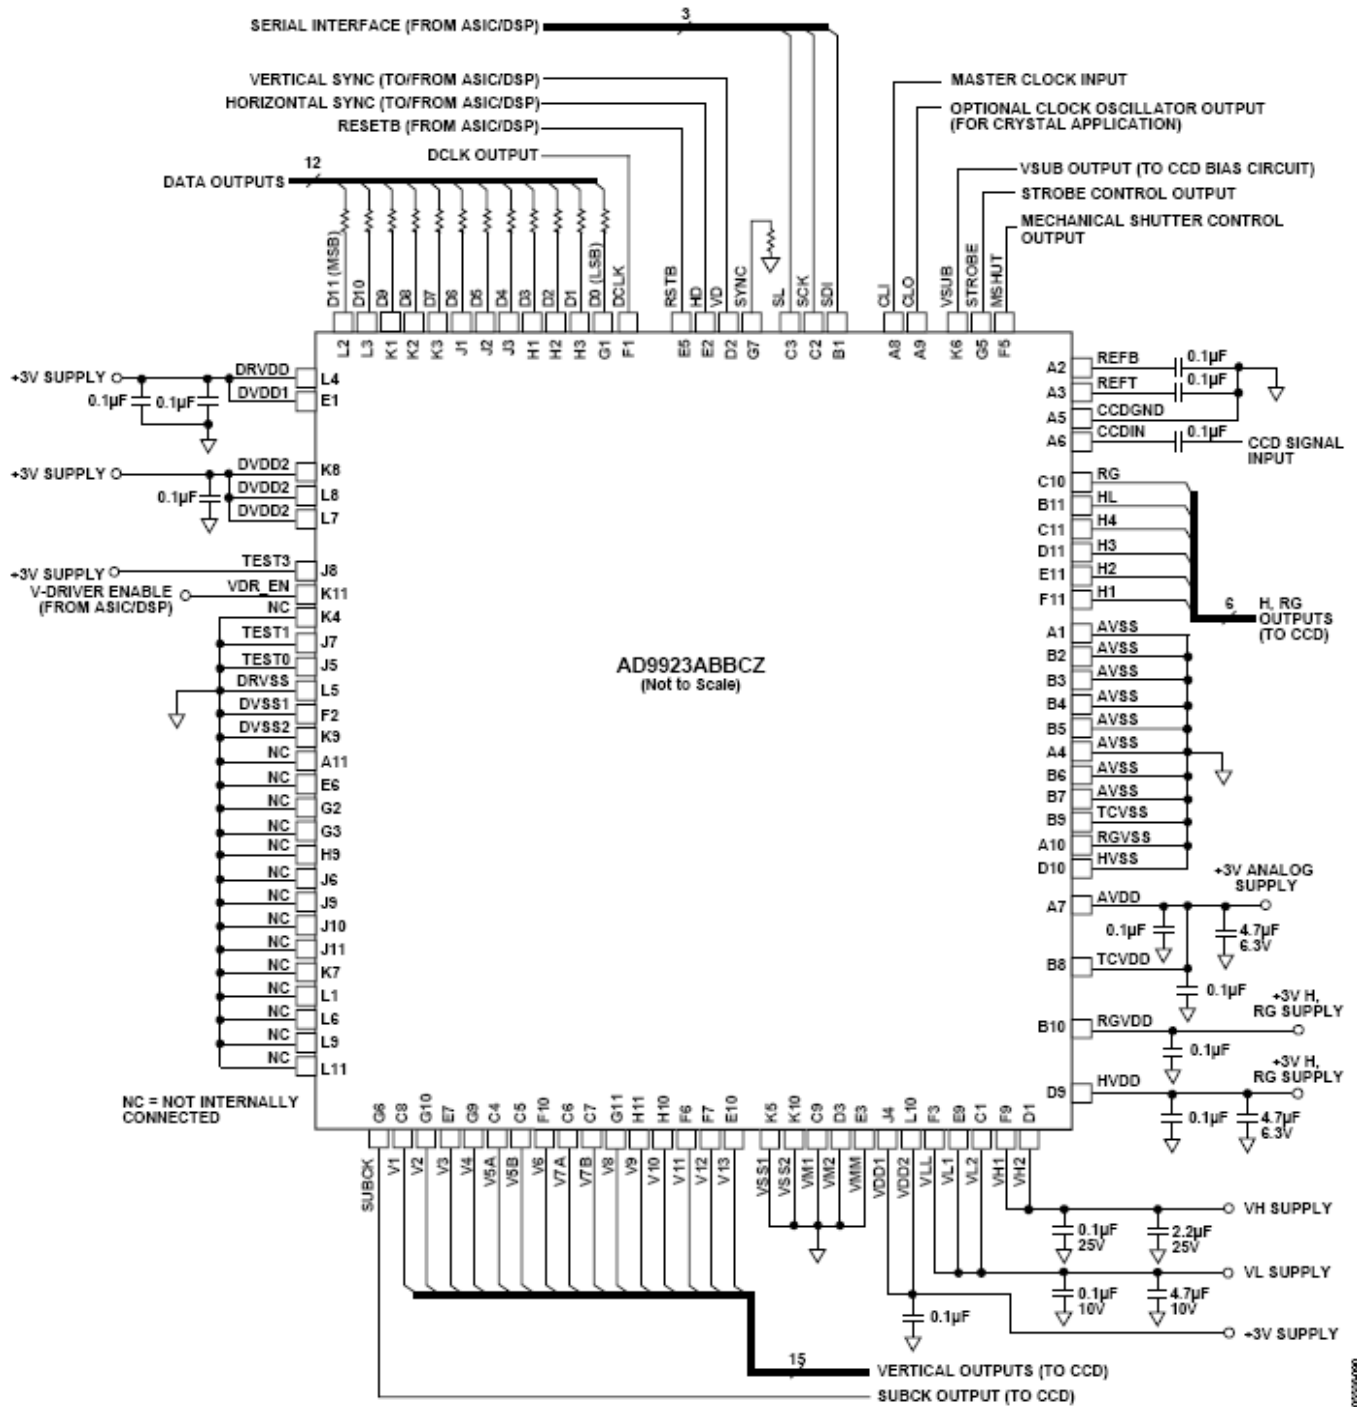 3
SERIAL INTERFACE (FROM ASIC/DSP)
VERTICAL SYNC (TO/FROM ASIC/DSP)
HORIZONTAL SYNC (TO/FROM ASIC/DSP)
RESETB (FROM ASIC/DSP)
DCLK OUTPUT
12
DATA OUTPUTS
MASTER CLOCK INPUT
OPTIONAL CLOCK OSCILLATOR OUTPUT
(FOR CRYSTAL APPLICATION)
VSUB OUTPUT (TO CCD BIAS CIRCUIT)
STROBE CONTROL OUTPUT
MECHANICAL SHUTTER CONTROL
OUTPUT
D11 (MSB)
D10
D9
D8
D7
D6
D5
D4
D3
D2
D1
D0 (LSB)
DCLK
RSTB
HD
VD
SYNC
SL
SCK
SDI
CLI
CLO
VSUB
STROBE
MSHUT
L2
L3
K1
K2
K3
J1
J2
J3
H1
H2
H3
G1
F1
E5
E2
D2
G7
C3
C2
B1
A8
A9
K6
G5
F5
+3V SUPPLY
DRVDD
L4
DVDD1
E1
0.1µF
0.1µF
+3V SUPPLY
DVDD2
K8
DVDD2
L8
DVDD2
L7
0.1µF
+3V SUPPLY
TEST3
J8
V-DRIVER ENABLE
(FROM ASIC/DSP)
VDR_EN
K11
NC
K4
TEST1
J7
TEST0
J5
DRVSS
L5
DVSS1
F2
DVSS2
K9
NC
A11
NC
E6
NC
G2
NC
G3
NC
H9
NC
J6
NC
J9
NC
J10
NC
J11
NC
K7
NC
L1
NC
L6
NC
L9
NC
L11
NC = NOT INTERNALLY
CONNECTED
AD9923ABBCZ
(Not to Scale)
A2
REFB
0.1µF
A3
REFT
0.1µF
A5
CCDGND
A6
CCDIN
0.1µF
CCD SIGNAL
INPUT
C10
RG
B11
HL
C11
H4
D11
H3
E11
H2
F11
H1
6
H, RG
OUTPUTS
(TO CCD)
A1
AVSS
B2
AVSS
B3
AVSS
B4
AVSS
B5
AVSS
A4
AVSS
B6
AVSS
B7
AVSS
B9
TCVSS
A10
RGVSS
D10
HVSS
+3V ANALOG
SUPPLY
A7
AVDD
0.1µF
4.7µF
6.3V
B8
TCVDD
0.1µF
+3V H,
RG SUPPLY
B10
RGVDD
0.1µF
+3V H,
RG SUPPLY
D9
HVDD
0.1µF
4.7µF
6.3V
G6
C8
G10
E7
G9
C4
C5
F10
C6
C7
G11
H11
H10
F6
F7
E10
K5
K10
C9
D3
E3
J4
L10
F3
E9
C1
F9
D1
SUBCK
V1
V2
V3
V4
V5A
V5B
V6
V7A
V7B
V8
V9
V10
V11
V12
V13
VSS1
VSS2
VM1
VM2
VMM
VDD1
VDD2
VLL
VL1
VL2
VH1
VH2
VH SUPPLY
0.1µF
25V
2.2µF
25V
VL SUPPLY
0.1µF
10V
4.7µF
10V
0.1µF
+3V SUPPLY
15
VERTICAL OUTPUTS (TO CCD)
SUBCK OUTPUT (TO CCD)